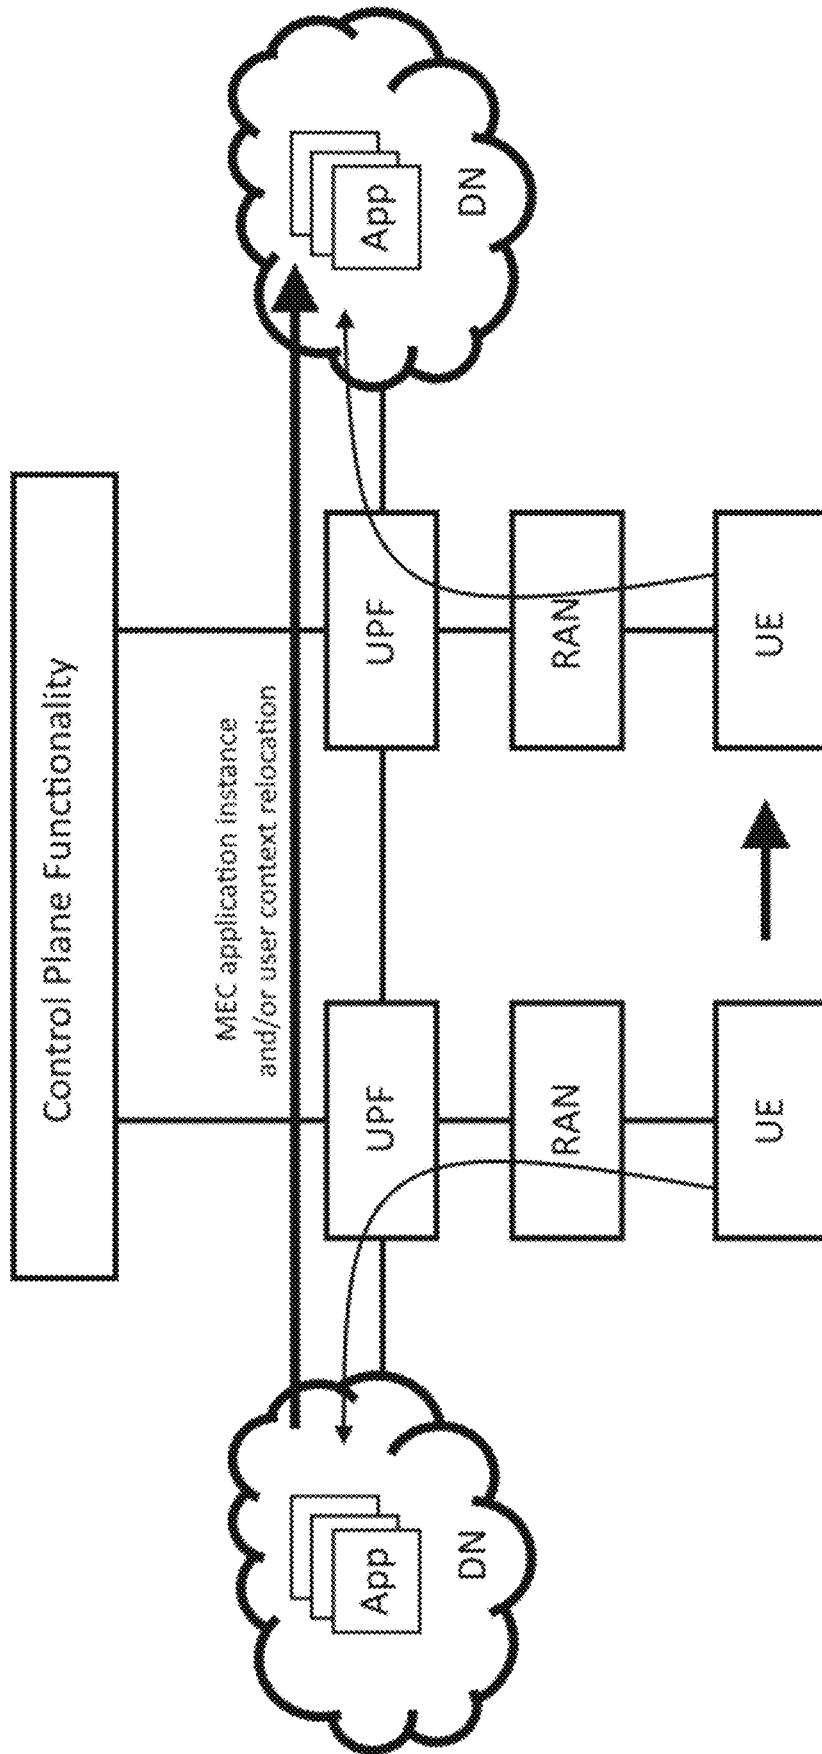 Control Plane Functionality
MEC application instance
and/or user context relocation
App
DN
UPF
UPF
App
DN
RAN
RAN
UE
UE